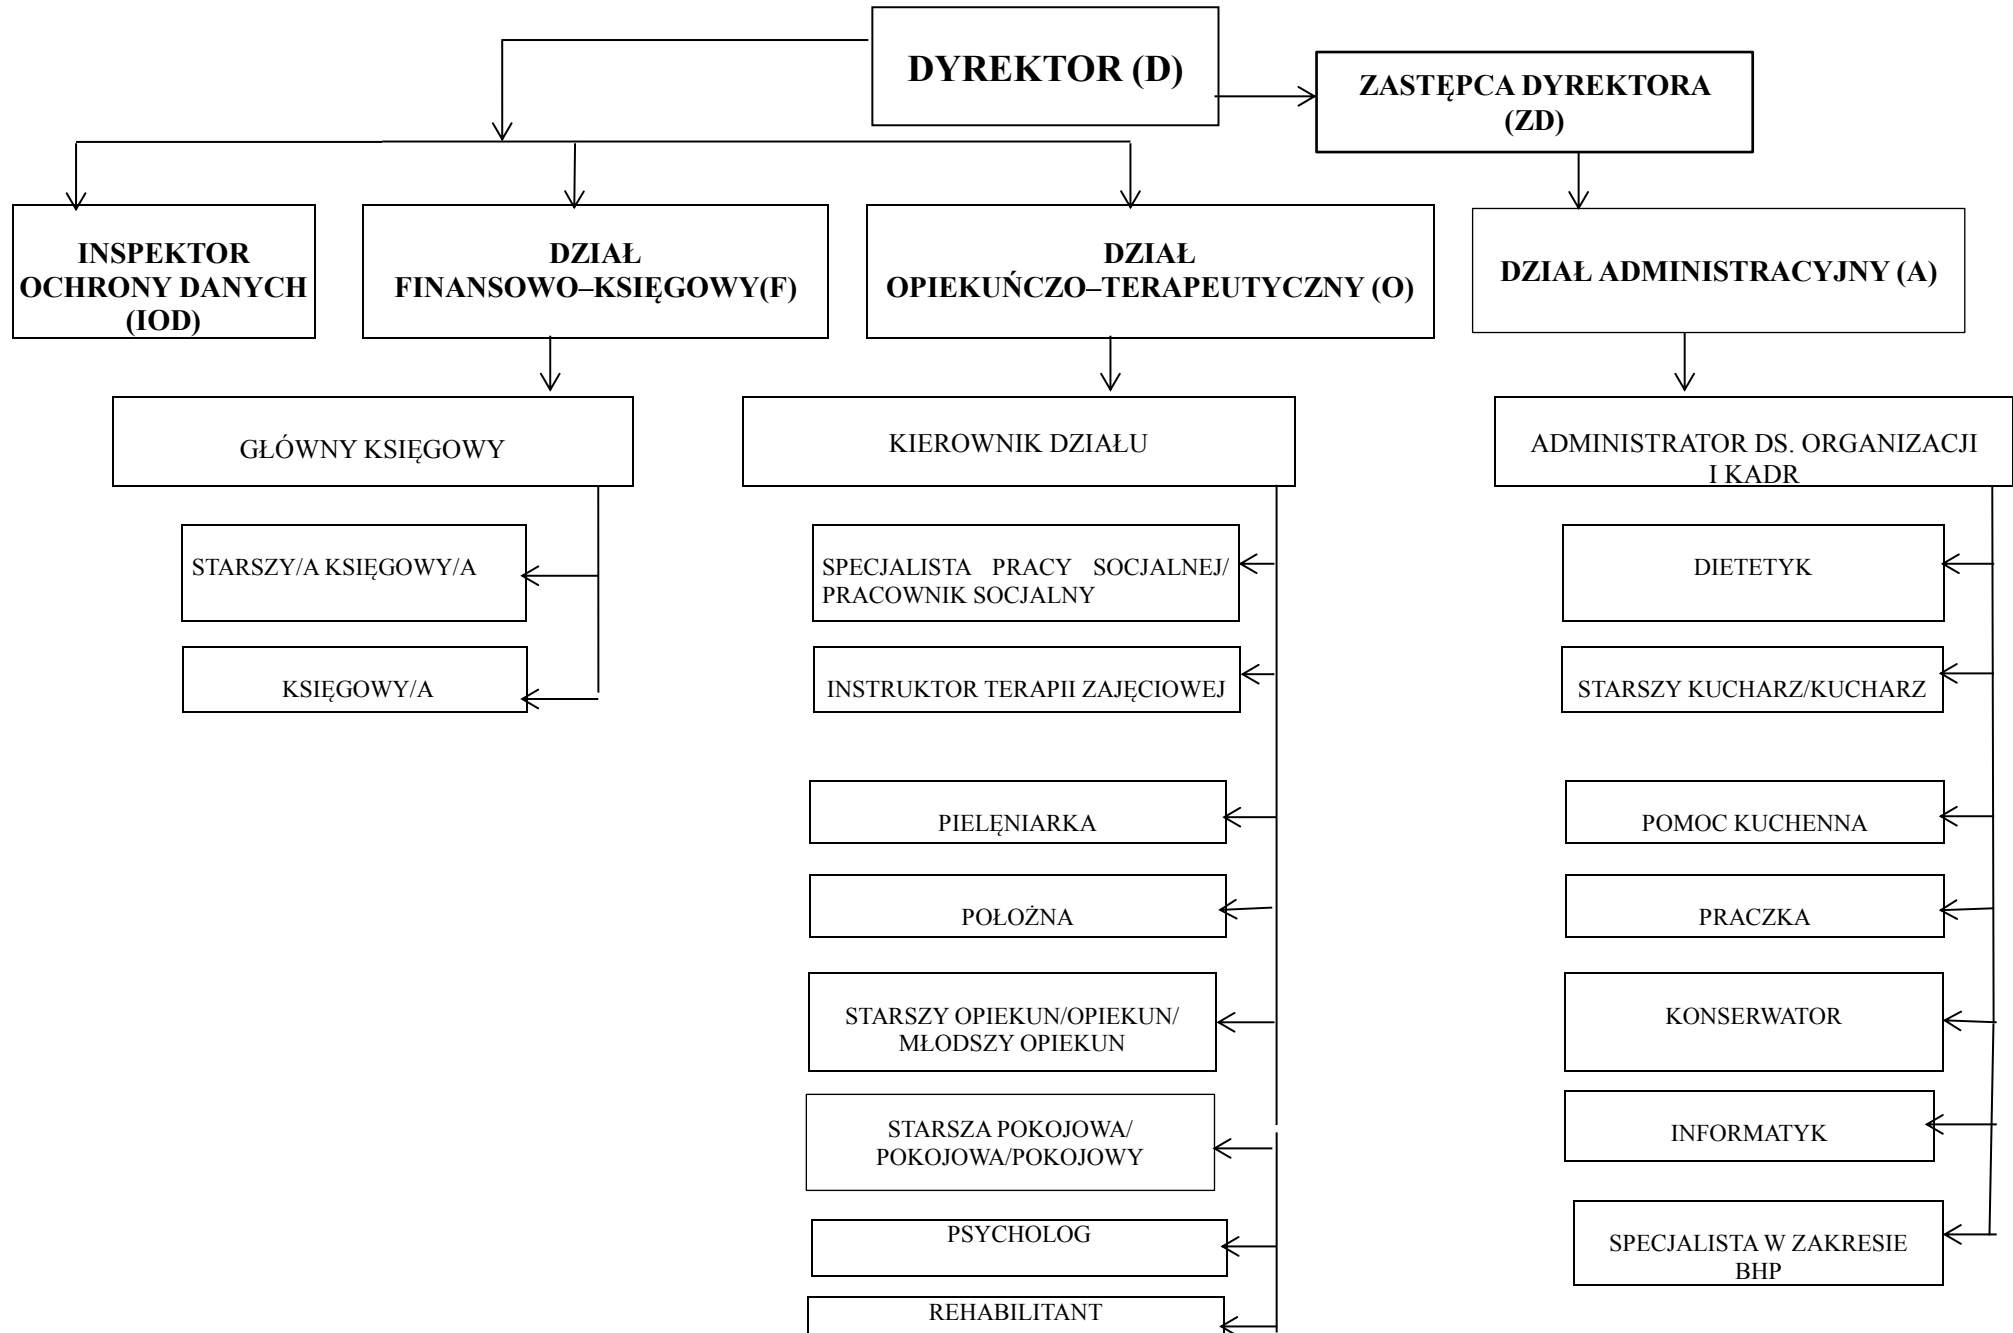 DYREKTOR (D)
ZASTĘPCA DYREKTORA
(ZD)
INSPEKTOR
OCHRONY DANYCH
(IOD)
DZIAŁ
FINANSOWO–KSIĘGOWY(F)
DZIAŁ
OPIEKUŃCZO–TERAPEUTYCZNY (O)
DZIAŁ ADMINISTRACYJNY (A)
GŁÓWNY KSIĘGOWY
KIEROWNIK DZIAŁU
ADMINISTRATOR DS. ORGANIZACJI
I KADR
STARSZY/A KSIĘGOWY/A
KSIĘGOWY/A
SPECJALISTA PRACY SOCJALNEJ/
PRACOWNIK SOCJALNY
INSTRUKTOR TERAPII ZAJĘCIOWEJ
PIELĘNIARKA
POŁOŻNA
STARSZY OPIEKUN/OPIEKUN/
MŁODSZY OPIEKUN
STARSZA POKOJOWA/
POKOJOWA/POKOJOWY
PSYCHOLOG
REHABILITANT
DIETETYK
STARSZY KUCHARZ/KUCHARZ
POMOC KUCHENNA
PRACZKA
KONSERWATOR
INFORMATYK
SPECJALISTA W ZAKRESIE
BHP